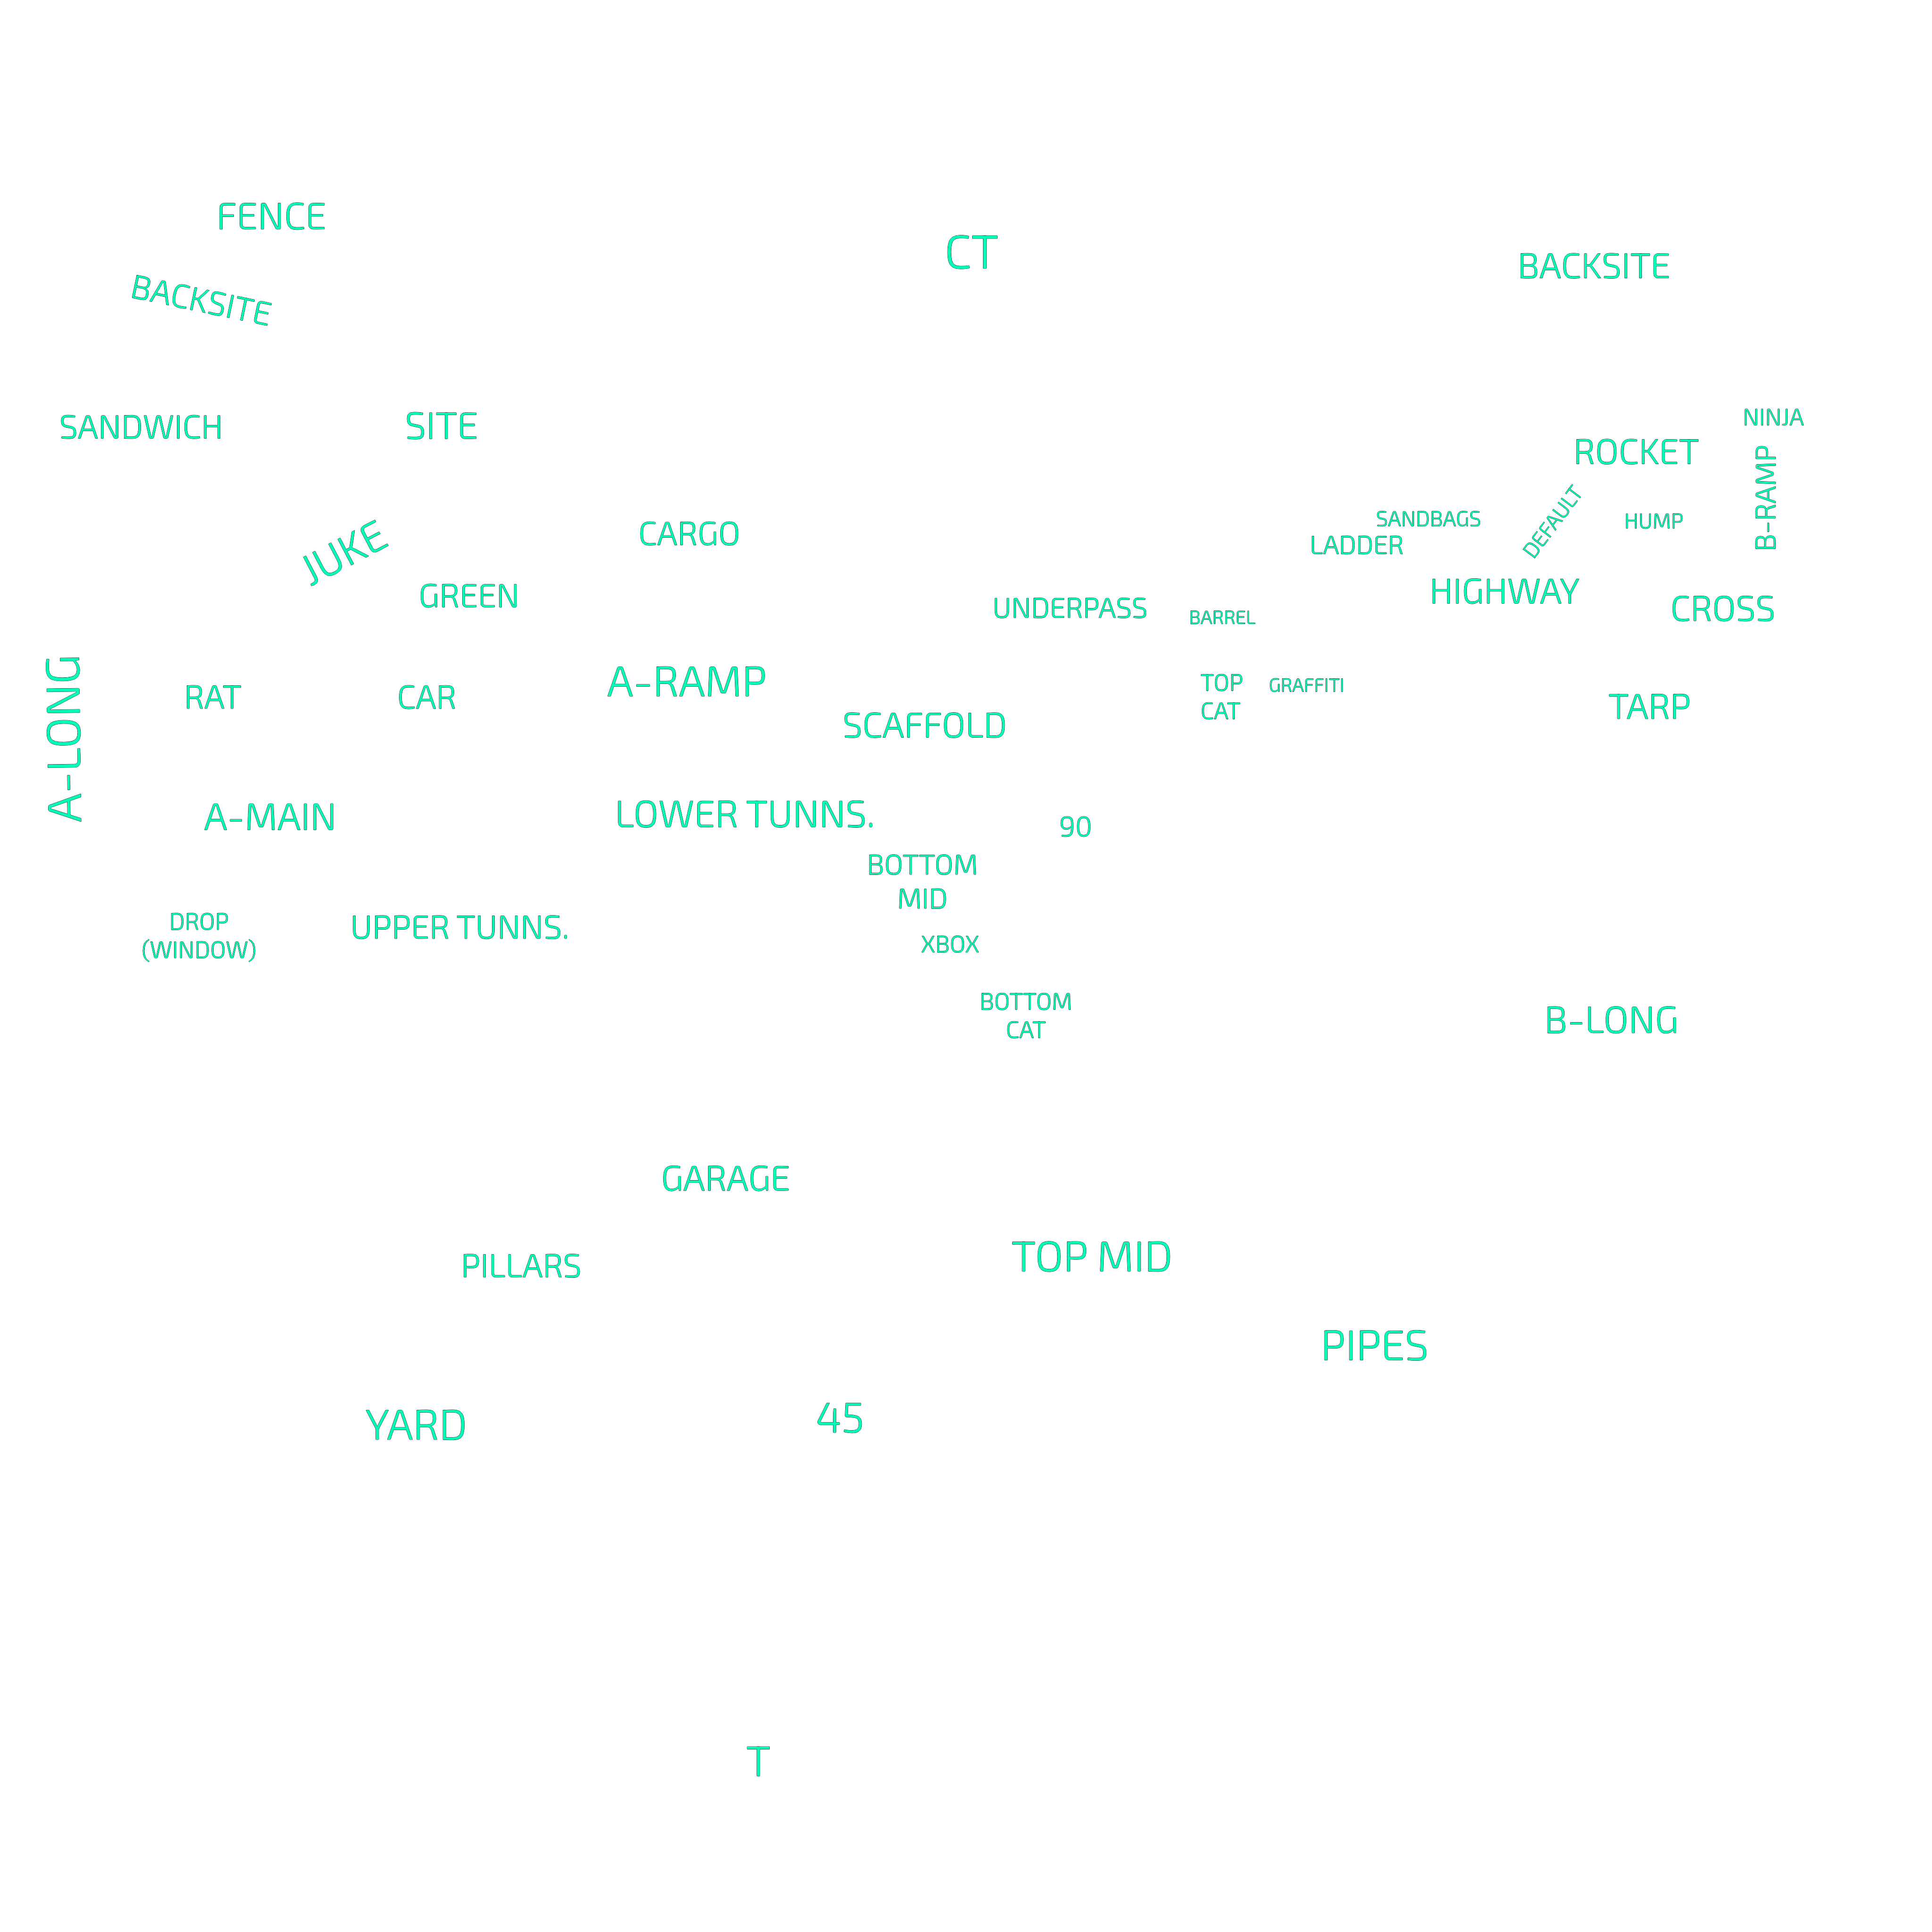 FENCE
CT
BACKSITE
BACKSITE
SANDWICH
SITE
NINJA
ROCKET
B-RAMP
SANDBAGS
DEFAULT
HUMP
CARGO
LADDER
JUKE
GREEN
UNDERPASS
BARREL
HIGHWAY
CROSS
A-LONG
RAT
CAR
A-RAMP
TOP
CAT
GRAFFITI
TARP
SCAFFOLD
A-MAIN
LOWER TUNNS.
90
BOTTOM
MID
DROP
(WINDOW)
UPPER TUNNS.
XBOX
BOTTOM
CAT
B-LONG
GARAGE
PILLARS
TOP MID
PIPES
YARD
45
T